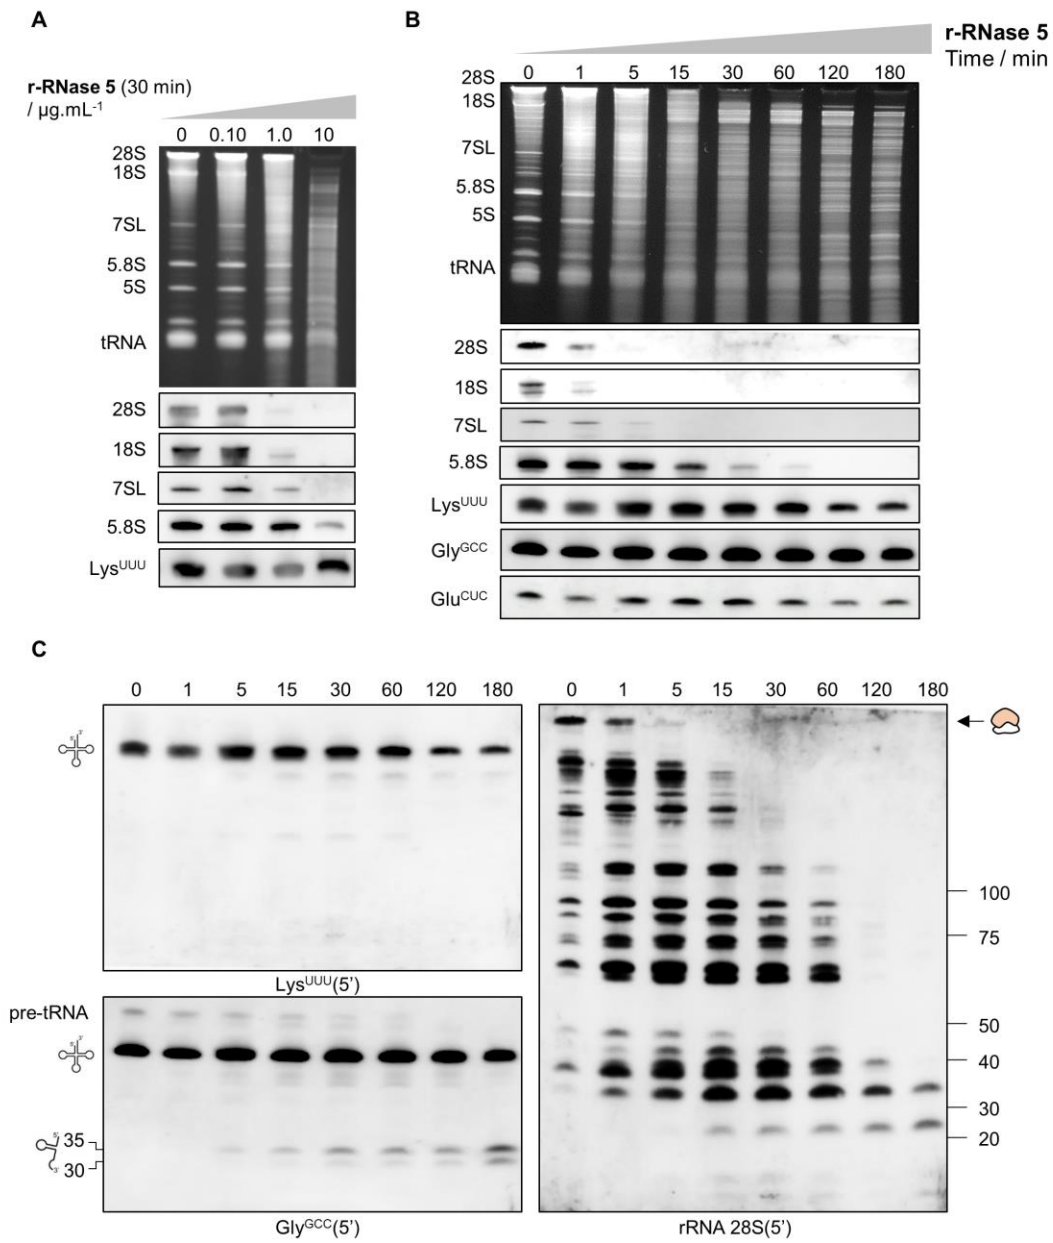 A
r-RNase 5 (30 min)
/ µg.mL-1
0 0.10 1.0 10
28S
18S
7SL
5.8S
5S
tRNA
28S
18S
7SL
5.8S
LysUUU
B
r-RNase 5
Time / min
0 1 5 15 30 60 120 180
28S
18S
7SL
5.8S
5S
tRNA
28S
18S
7SL
5.8S
LysUUU
GlyGCC
GluCUC
C
0 1 5 15 30 60 120 180
LysUUU(5’)
pre-tRNA
35
30
GlyGCC(5’)
0 1 5 15 30 60 120 180
100
75
50
40
30
20
rRNA 28S(5’)